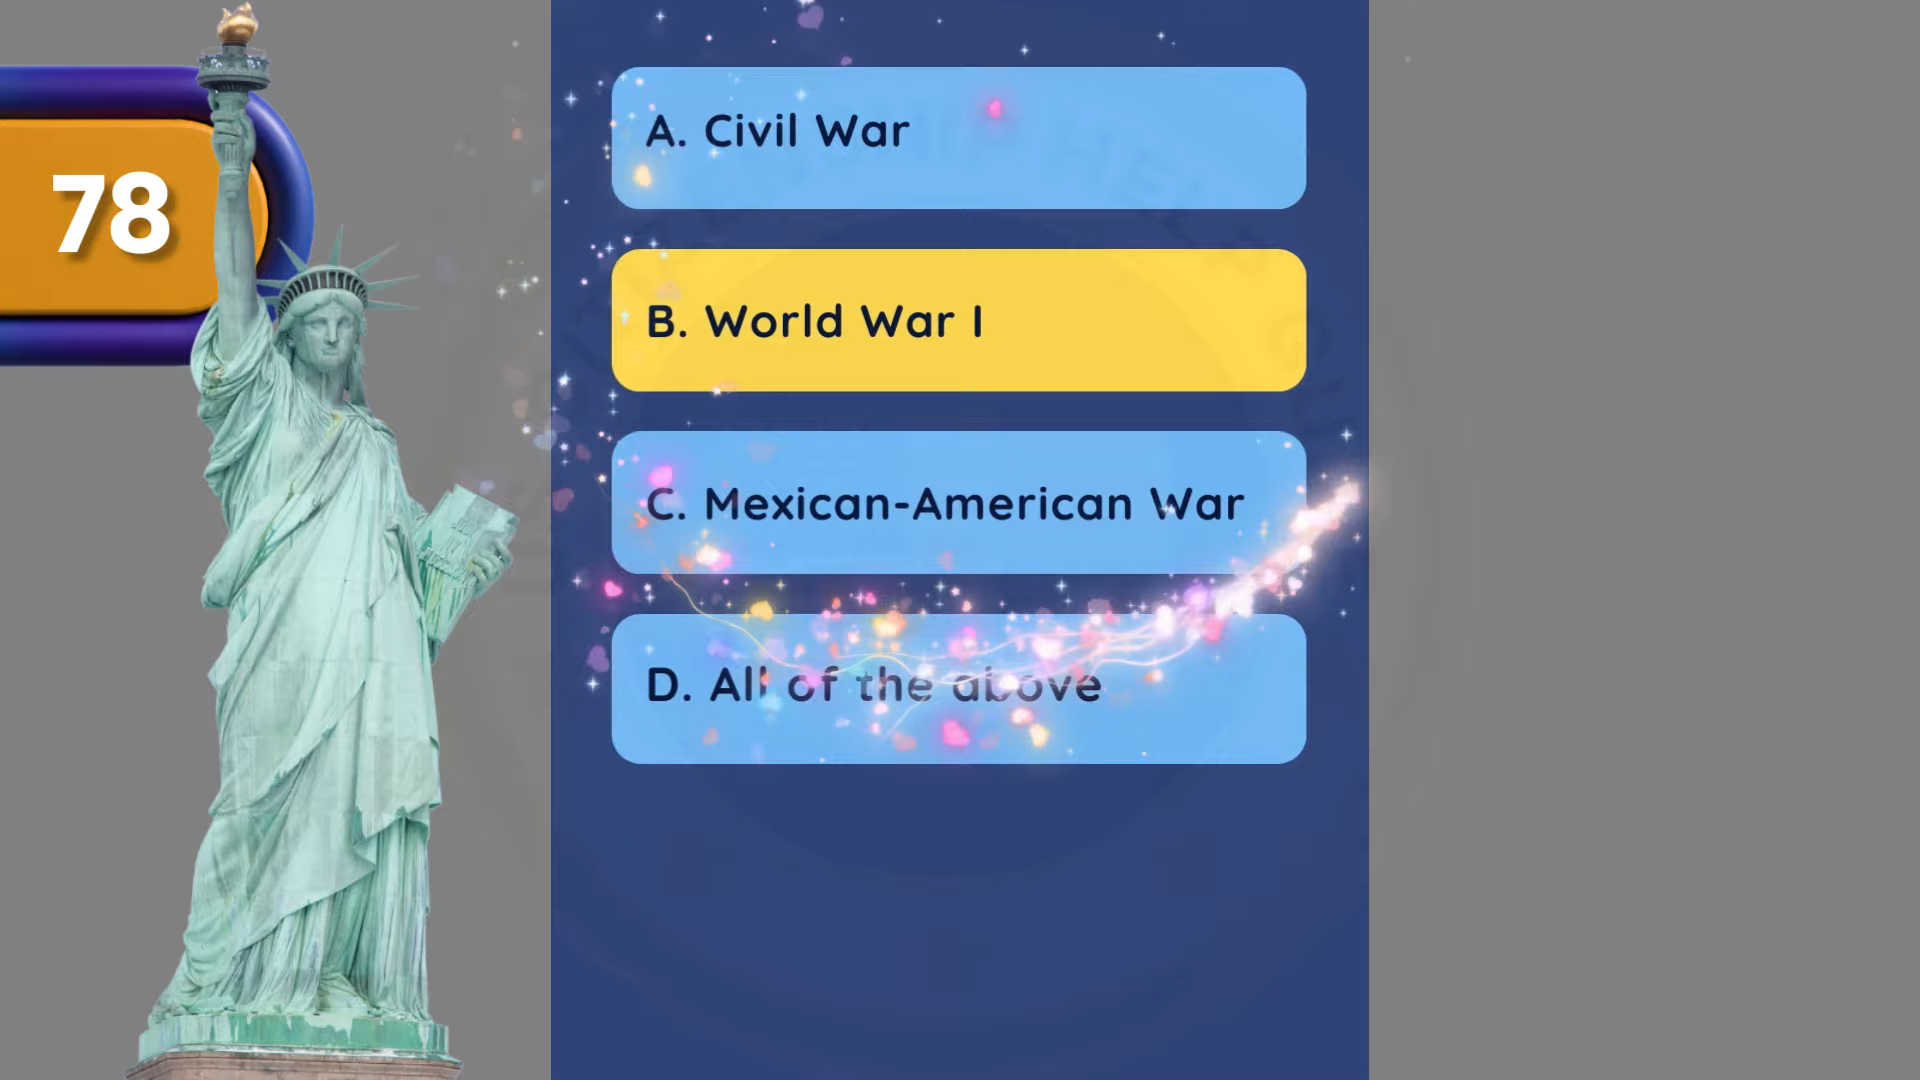 78
A. Civil War
B. World War I
C. Mexican-American War
D. All of the above